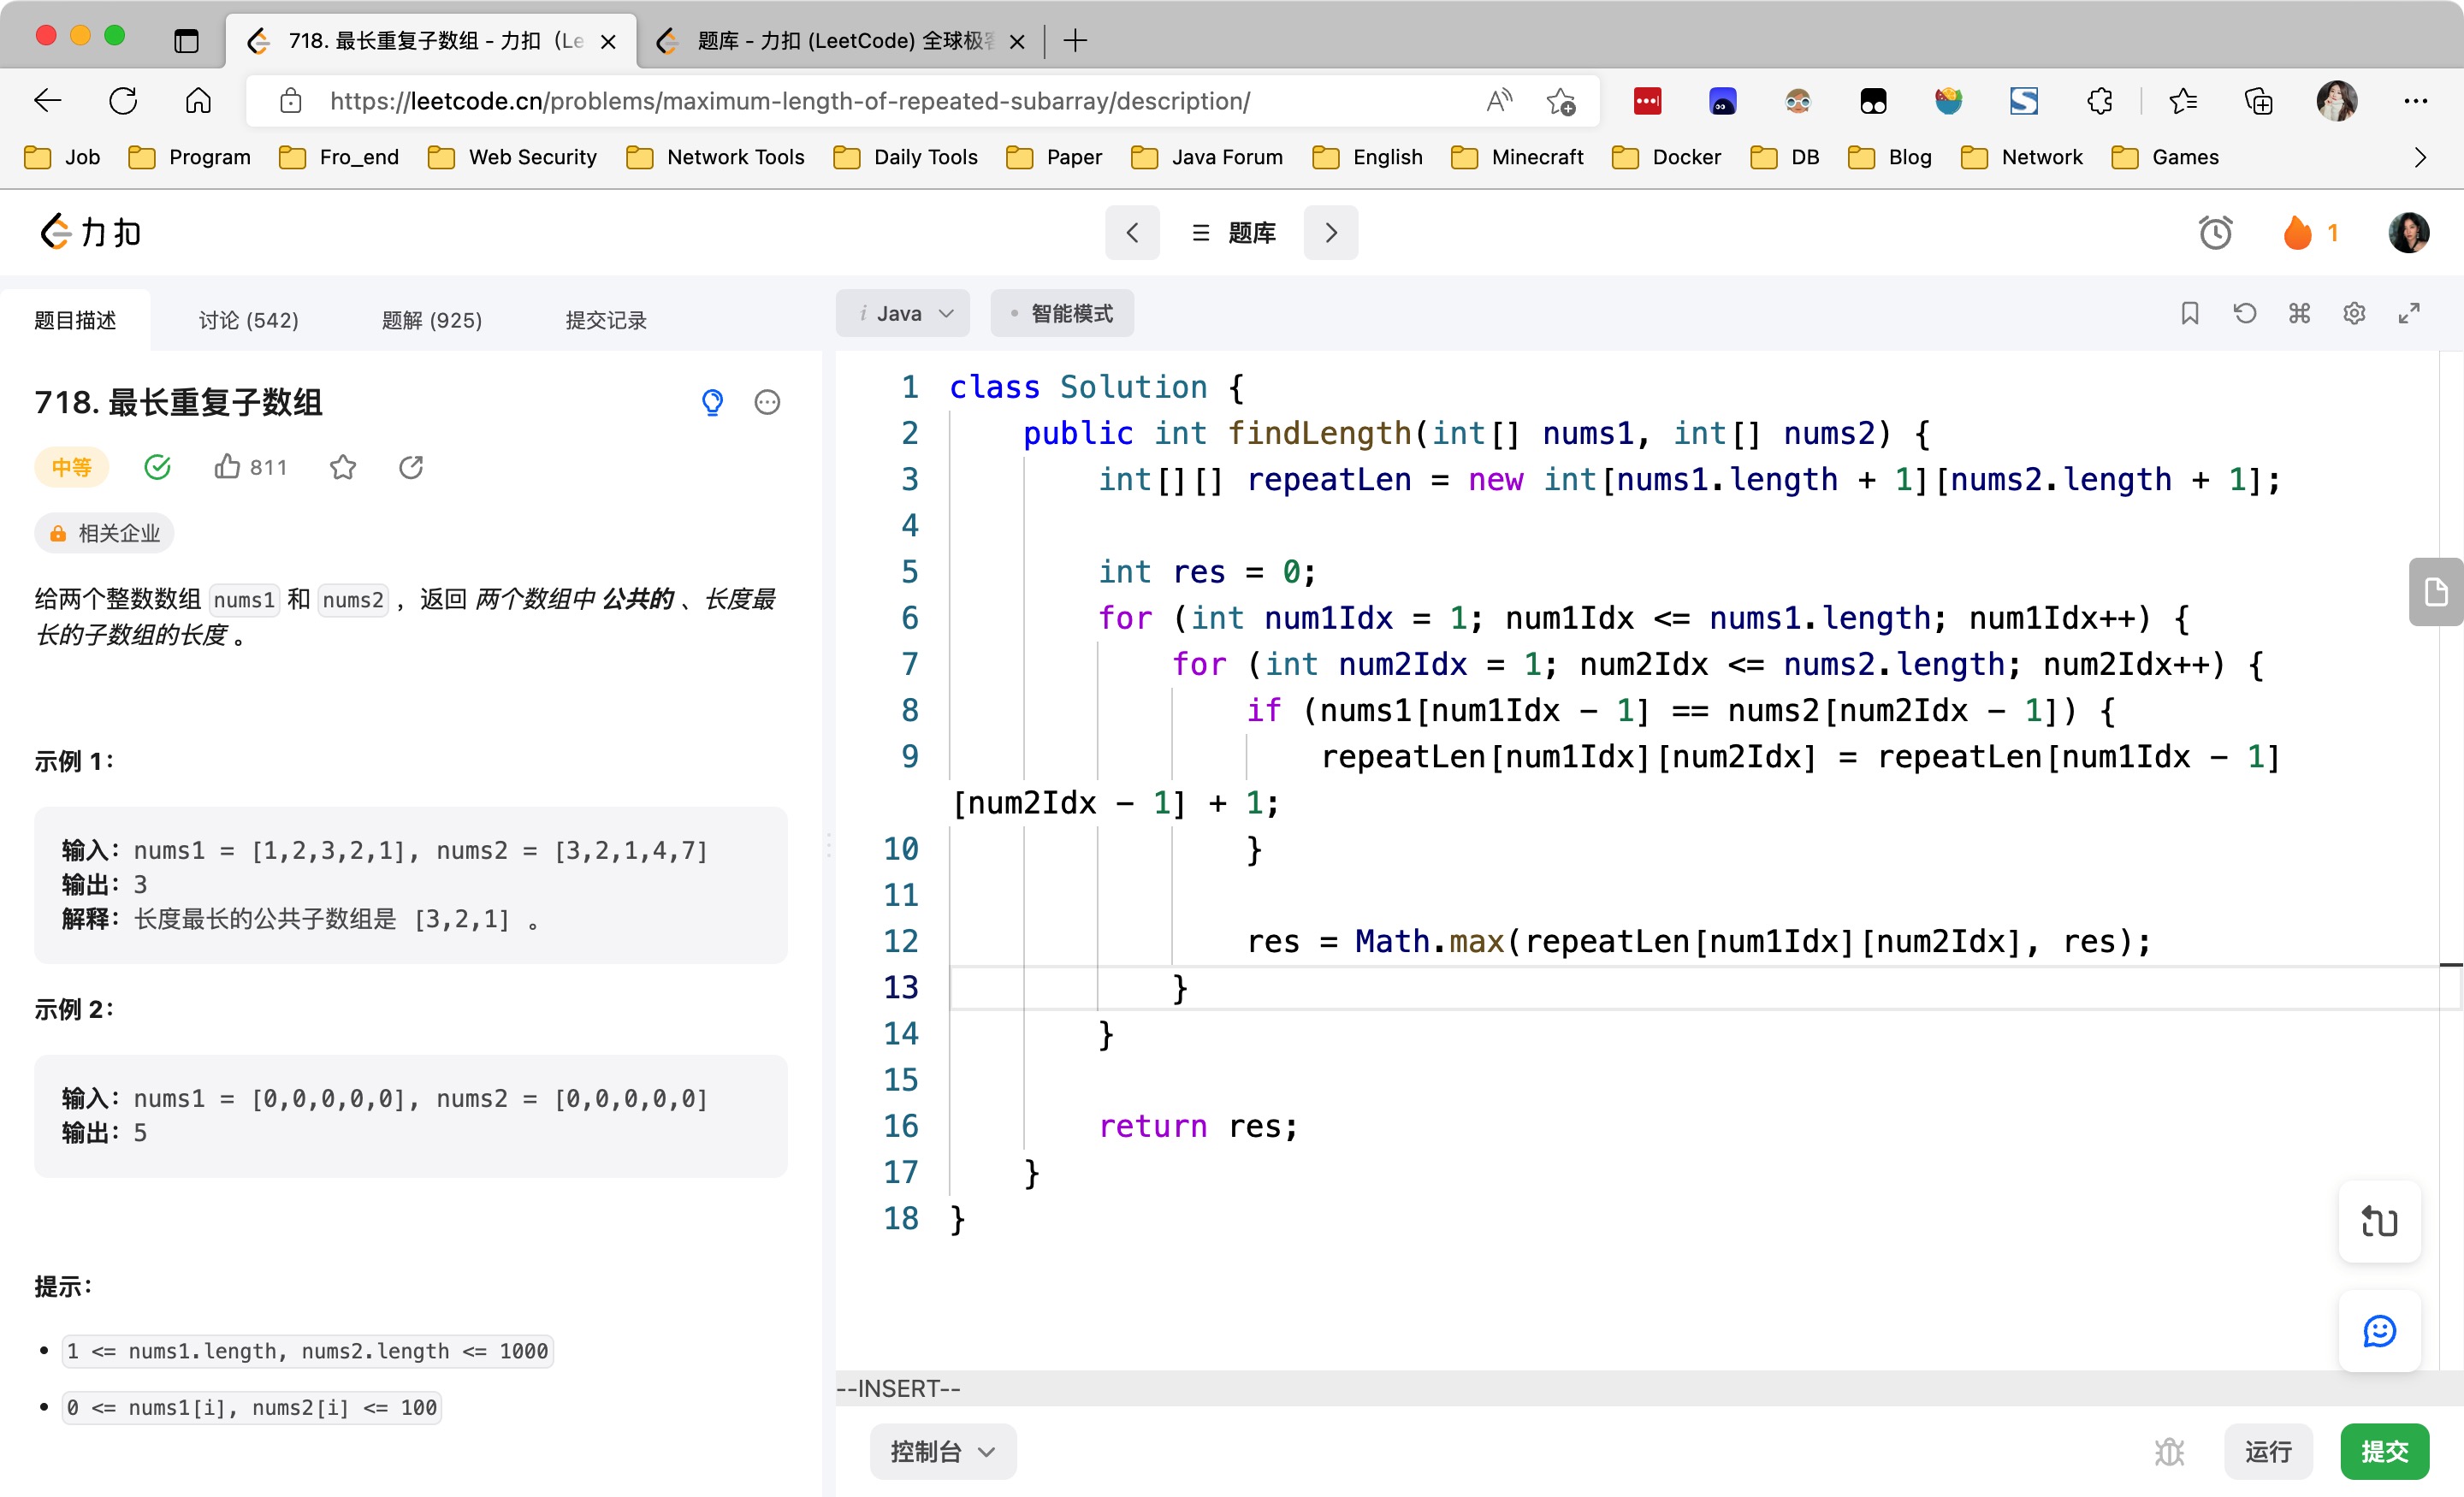 718. 最长重复子数组 - 力扣（Le
题库 - 力扣 (LeetCode) 全球极客
https://leetcode.cn/problems/maximum-length-of-repeated-subarray/description/
Job Program Fro_end Web Security Network Tools Daily Tools Paper Java Forum English Minecraft Docker DB Blog Network Games
力扣
题库
1
题目描述 讨论 (542) 题解 (925) 提交记录
718. 最长重复子数组
中等 811
相关企业
给两个整数数组 nums1 和 nums2 ，返回 两个数组中 公共的 、长度最
长的子数组的长度 。
示例 1：
输入：nums1 = [1,2,3,2,1], nums2 = [3,2,1,4,7]
输出：3
解释：长度最长的公共子数组是 [3,2,1] 。
示例 2：
输入：nums1 = [0,0,0,0,0], nums2 = [0,0,0,0,0]
输出：5
提示：
1 <= nums1.length, nums2.length <= 1000
0 <= nums1[i], nums2[i] <= 100
i Java 智能模式
1 class Solution {
2 public int findLength(int[] nums1, int[] nums2) {
3 int[][] repeatLen = new int[nums1.length + 1][nums2.length + 1];
4
5 int res = 0;
6 for (int num1Idx = 1; num1Idx <= nums1.length; num1Idx++) {
7 for (int num2Idx = 1; num2Idx <= nums2.length; num2Idx++) {
8 if (nums1[num1Idx - 1] == nums2[num2Idx - 1]) {
9 repeatLen[num1Idx][num2Idx] = repeatLen[num1Idx - 1]
[num2Idx - 1] + 1;
10 }
11
12 res = Math.max(repeatLen[num1Idx][num2Idx], res);
13 }
14 }
15
16 return res;
17 }
18 }
--INSERT--
控制台
运行
提交